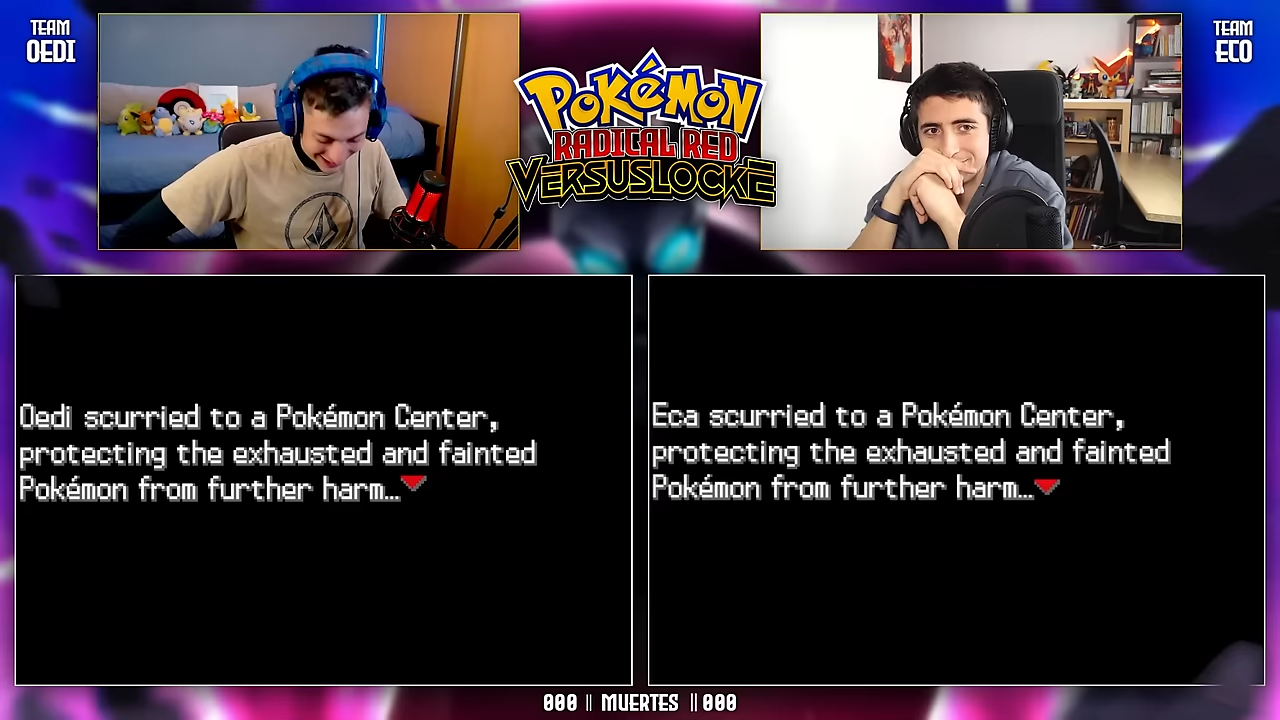 TEAM
OEDI
POKéMON
RADICAL RED
VERSUSLOCKE
TEAM
ECO
Oedi scurried to a Pokémon Center,
protecting the exhausted and fainted
Pokémon from further harm…
Eca scurried to a Pokémon Center,
protecting the exhausted and fainted
Pokémon from further harm…
000 || MUERTES || 000